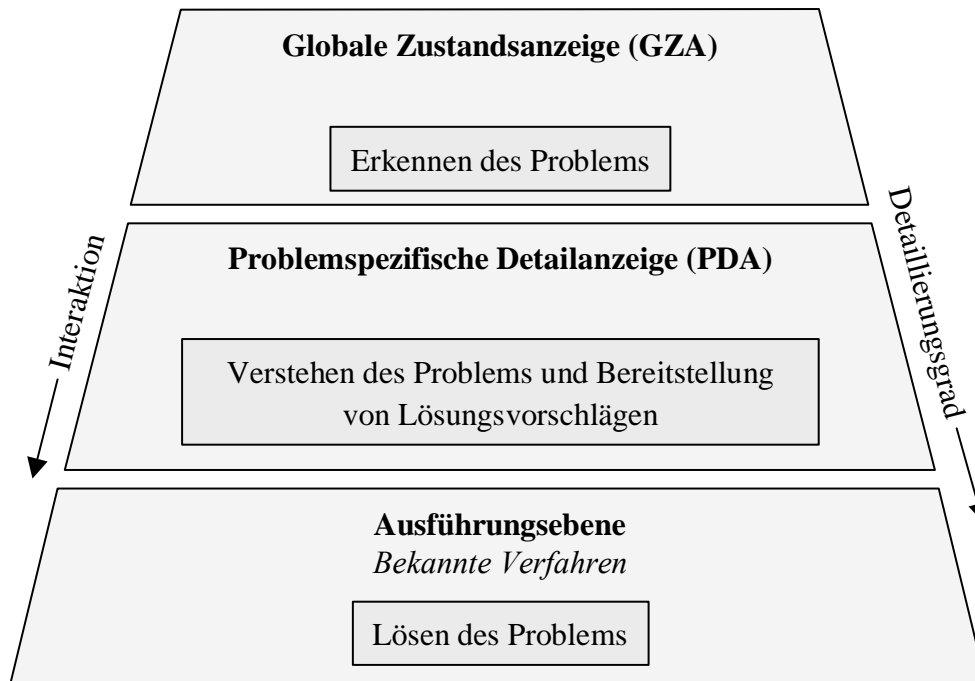 Globale Zustandsanzeige (GZA)
Erkennen des Problems
Interaktion
Detaillierungsgrad
Problemspezifische Detailanzeige (PDA)
Verstehen des Problems und Bereitstellung
von Lösungsvorschlägen
Ausführungsebene
Bekannte Verfahren
Lösen des Problems